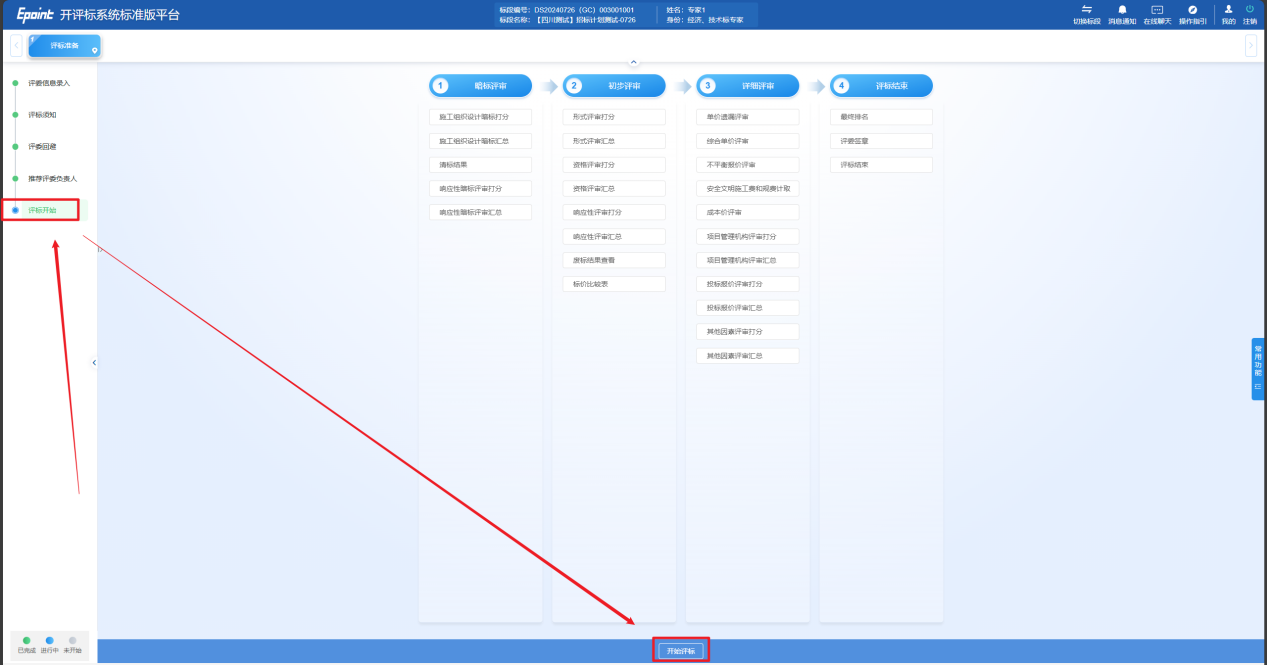 Epoint 开评标系统标准版平台
标段编号：DS20240726（GC）003001001
标段名称：【四川测试】招标计划测试-0726
姓名：专家1
身份：经济、技术标专家
切换标段 消息通知 在线聊天 操作指引 我的 注销
1 评标准备
评委信息录入
评标须知
评委回避
推荐评委负责人
评标开始
1 暗标评审
施工组织设计暗标打分
施工组织设计暗标汇总
清标结果
响应性暗标评审打分
响应性暗标评审汇总
2 初步评审
形式评审打分
形式评审汇总
资格评审打分
资格评审汇总
响应性评审打分
响应性评审汇总
废标结果查看
标价比较表
3 详细评审
单价遗漏评审
综合单价评审
不平衡报价评审
安全文明施工费和规费计取
成本价评审
项目管理机构评审打分
项目管理机构评审汇总
投标报价评审打分
投标报价评审汇总
其他因素评审打分
其他因素评审汇总
4 评标结束
最终排名
评委签章
评标结束
常用功能
已完成 进行中 未开始
开始评标